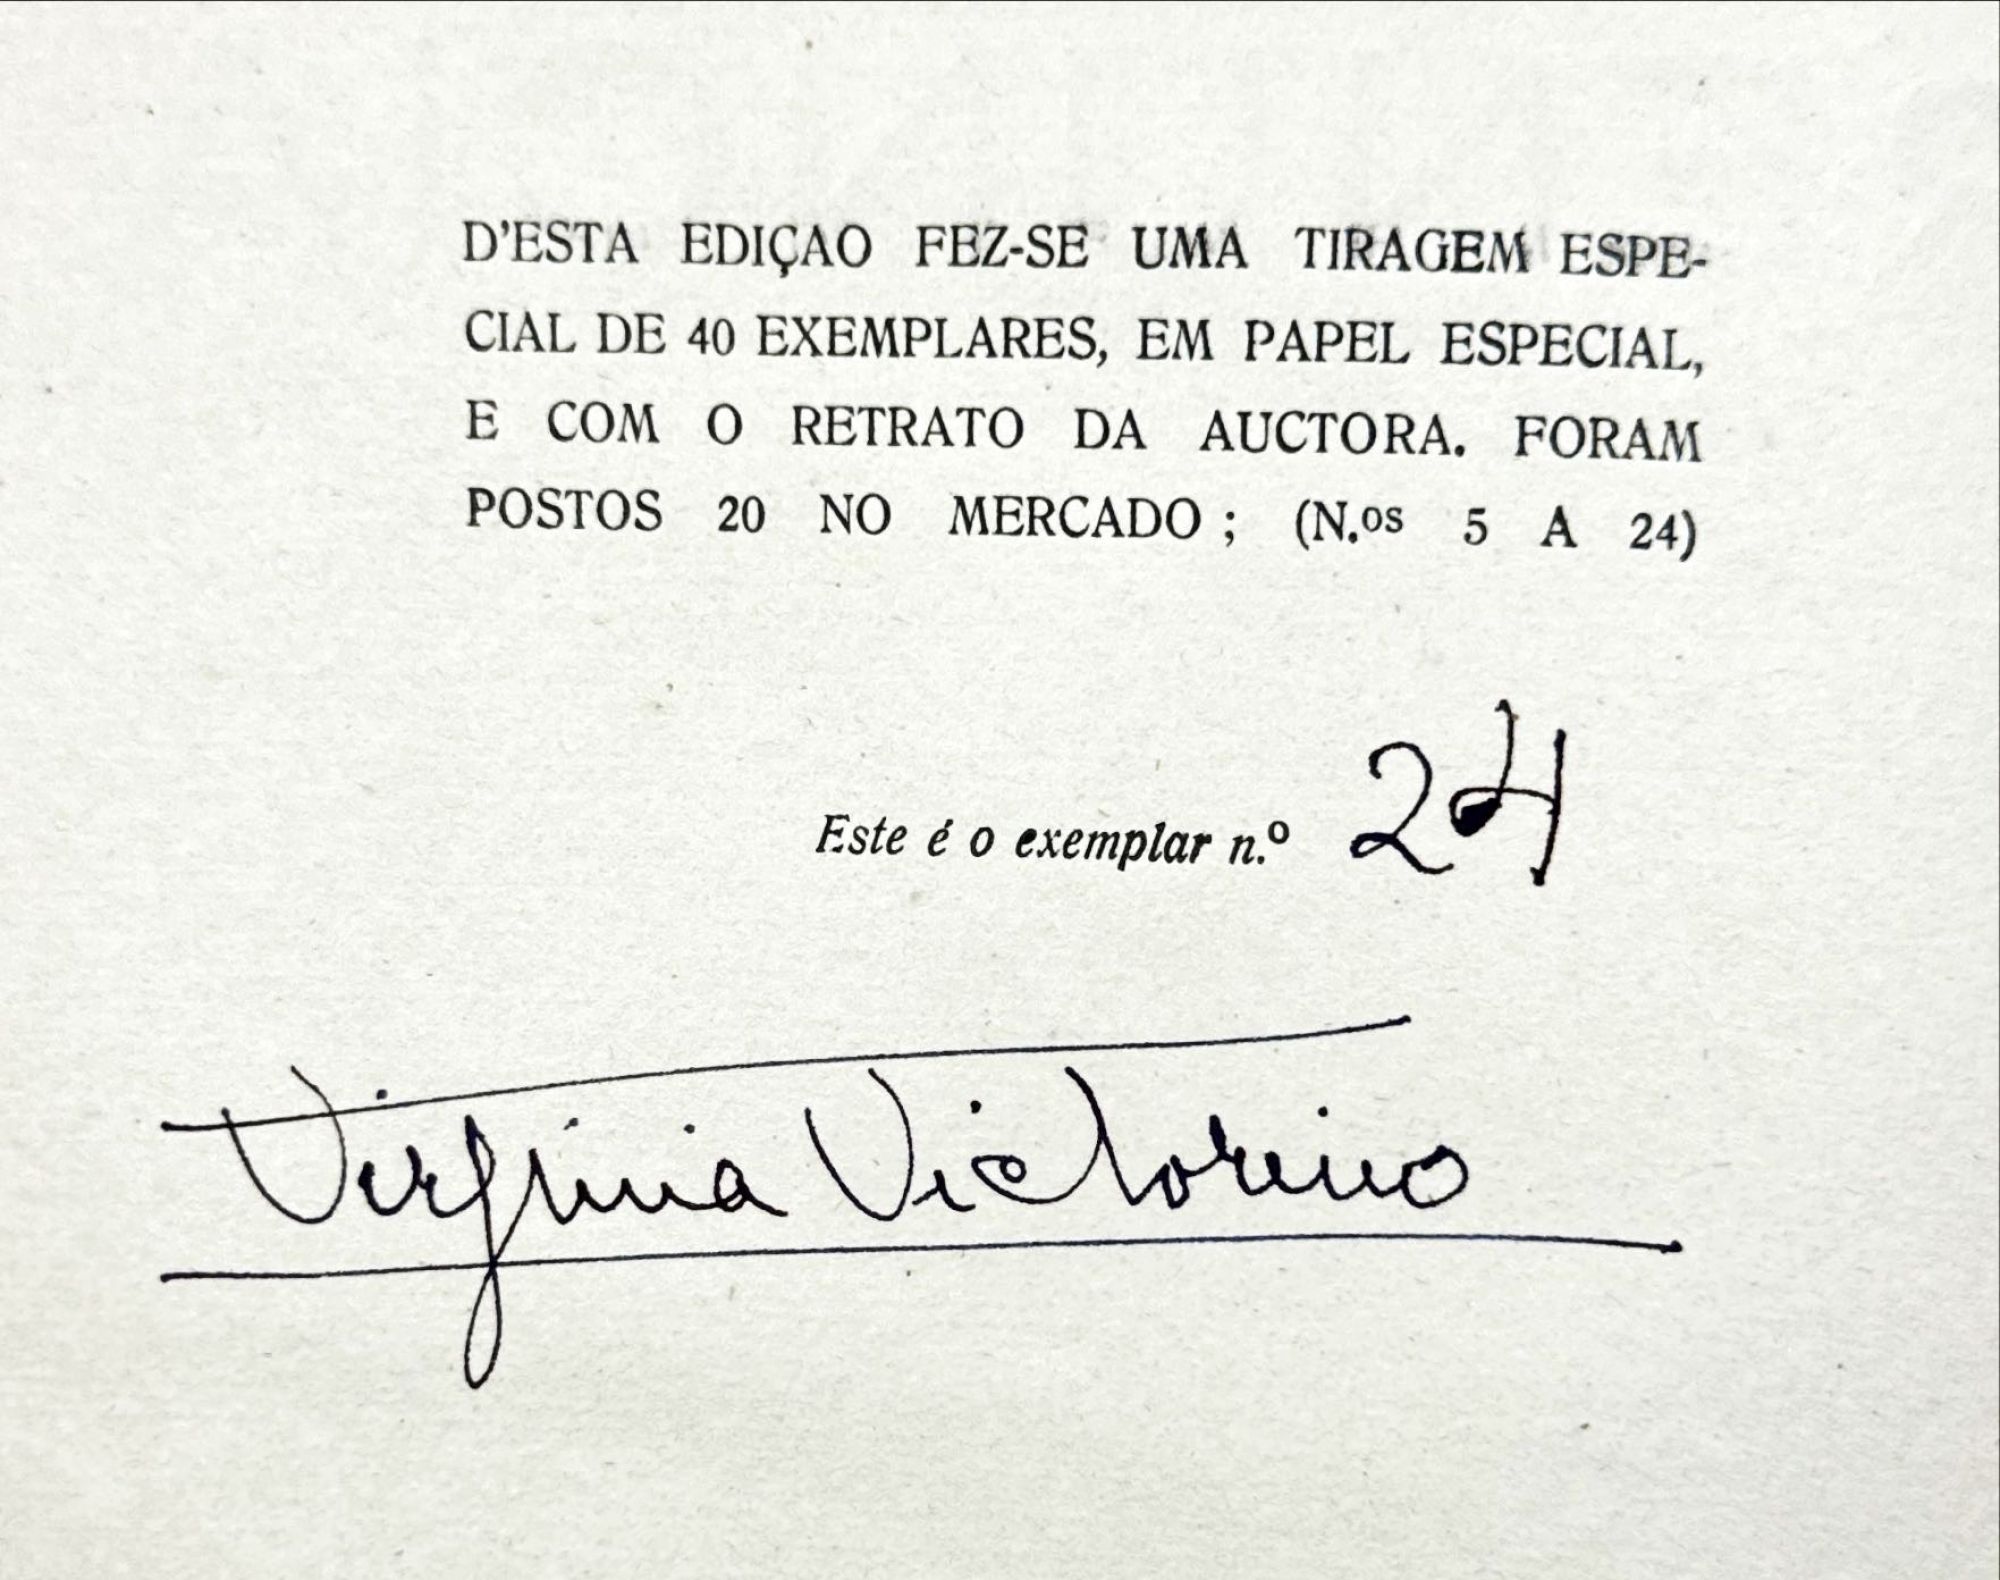 D'ESTA EDIÇAO FEZ-SE UMA TIRAGEM ESPE-
CIAL DE 40 EXEMPLARES, EM PAPEL ESPECIAL,
E COM O RETRATO DA AUCTORA. FORAM
POSTOS 20 NO MERCADO; (N.os 5 A 24)
Este é o exemplar n.º 24
Virginia Victorino